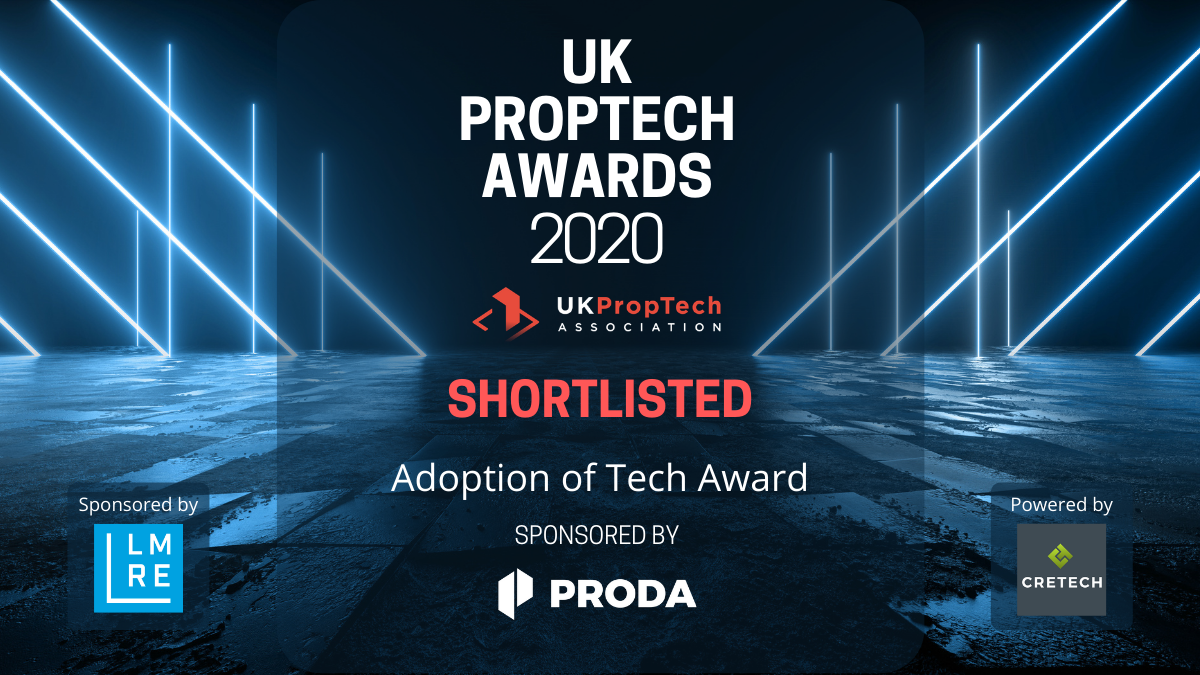 UK
PROPTECH
AWARDS
2020
UKPropTech
ASSOCIATION
SHORTLISTED
Adoption of Tech Award
SPONSORED BY
PRODA
Sponsored by
LM
RE
Powered by
CRETECH